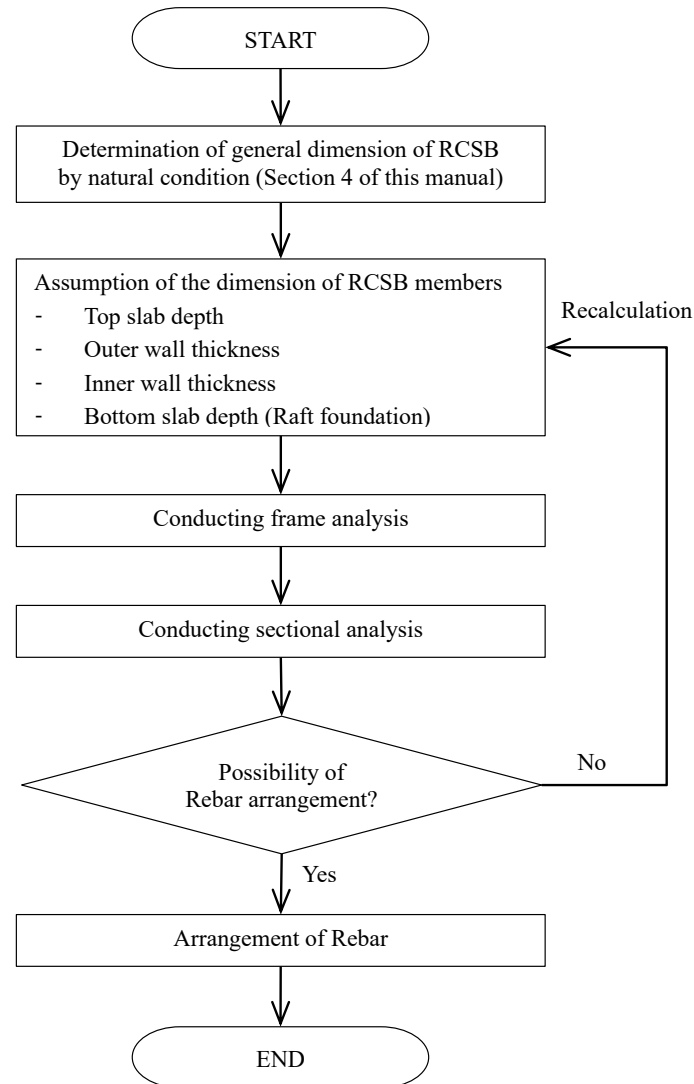 START
Determination of general dimension of RCSB
by natural condition (Section 4 of this manual)
Assumption of the dimension of RCSB members
- Top slab depth
- Outer wall thickness
- Inner wall thickness
- Bottom slab depth (Raft foundation)
Recalculation
Conducting frame analysis
Conducting sectional analysis
Possibility of
Rebar arrangement?
No
Yes
Arrangement of Rebar
END